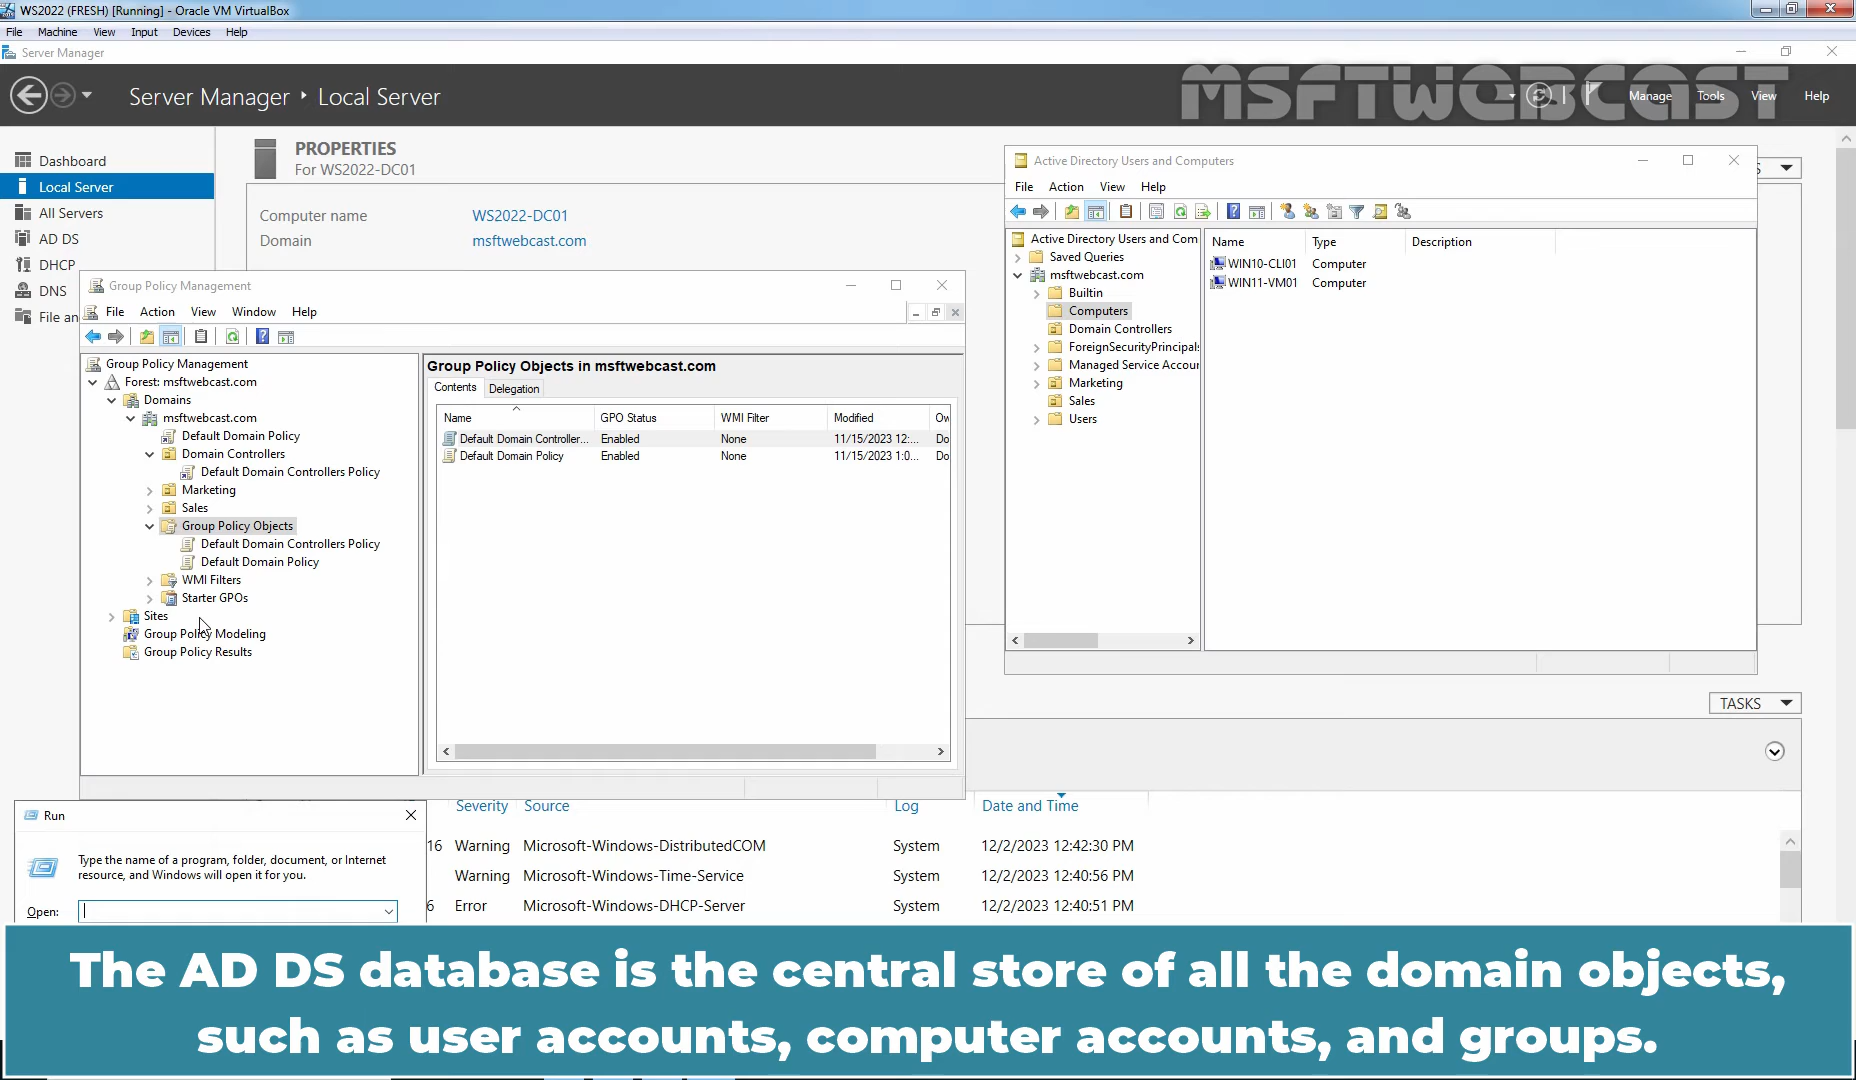 WS2022 (FRESH) [Running] - Oracle VM VirtualBox
File Machine View Input Devices Help
Server Manager
Server Manager ‣ Local Server
MSFTWEBCAST
Manage Tools View Help
Dashboard
Local Server
All Servers
AD DS
DHCP
DNS
File an
PROPERTIES
For WS2022-DC01
Computer name WS2022-DC01
Domain msftwebcast.com
Group Policy Management
File Action View Window Help
Group Policy Management
Forest: msftwebcast.com
Domains
msftwebcast.com
Default Domain Policy
Domain Controllers
Default Domain Controllers Policy
Marketing
Sales
Group Policy Objects
Default Domain Controllers Policy
Default Domain Policy
WMI Filters
Starter GPOs
Sites
Group Policy Modeling
Group Policy Results
Group Policy Objects in msftwebcast.com
Contents Delegation
Name GPO Status WMI Filter Modified Ow
Default Domain Controller... Enabled None 11/15/2023 12:... Do
Default Domain Policy Enabled None 11/15/2023 1:0... Do
Active Directory Users and Computers
File Action View Help
Active Directory Users and Com
Saved Queries
msftwebcast.com
Builtin
Computers
Domain Controllers
ForeignSecurityPrincipals
Managed Service Accour
Marketing
Sales
Users
Name Type Description
WIN10-CLI01 Computer
WIN11-VM01 Computer
S
TASKS
Severity Source Log Date and Time
16 Warning Microsoft-Windows-DistributedCOM System 12/2/2023 12:42:30 PM
Warning Microsoft-Windows-Time-Service System 12/2/2023 12:40:56 PM
6 Error Microsoft-Windows-DHCP-Server System 12/2/2023 12:40:51 PM
Run
Type the name of a program, folder, document, or Internet
resource, and Windows will open it for you.
Open:
The AD DS database is the central store of all the domain objects,
such as user accounts, computer accounts, and groups.